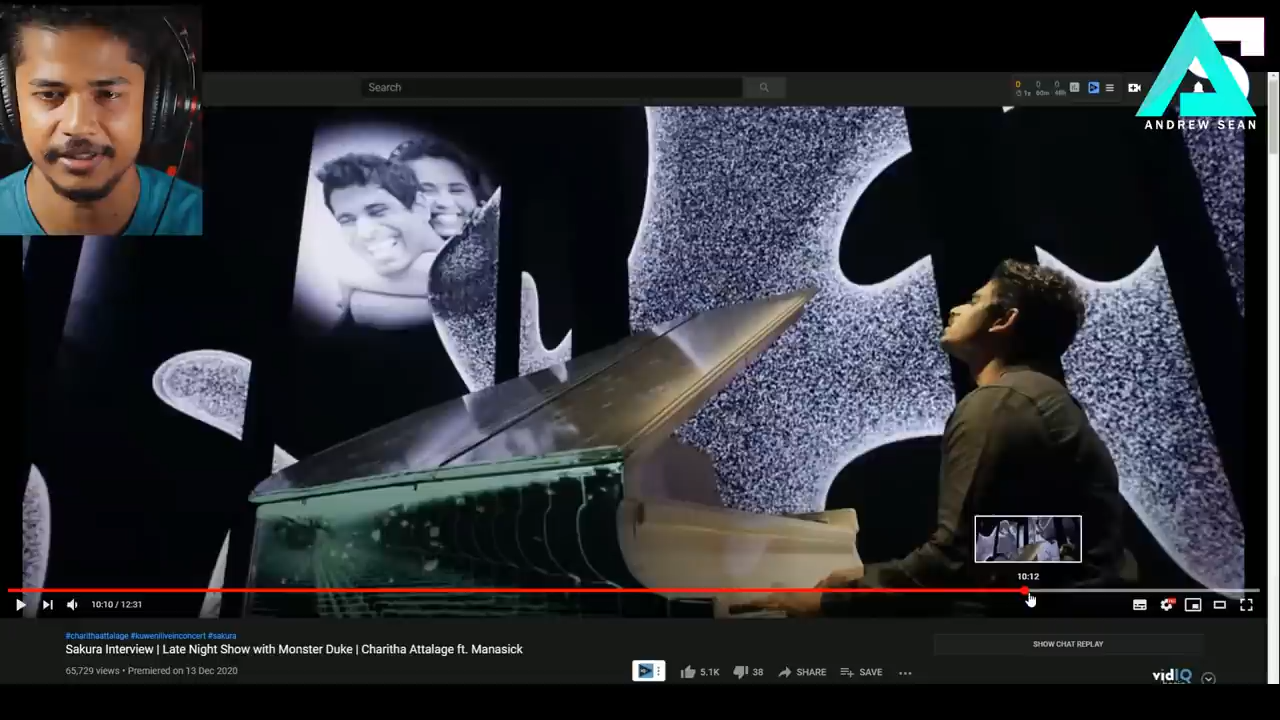 Search
ANDREW SEAN
10:12
10:10 / 12:31
#charithaattalage #kuweniliveinconcert #sakura
Sakura Interview | Late Night Show with Monster Duke | Charitha Attalage ft. Manasick
SHOW CHAT REPLAY
65,729 views • Premiered on 13 Dec 2020
5.1K
38
SHARE
SAVE
vidIQ